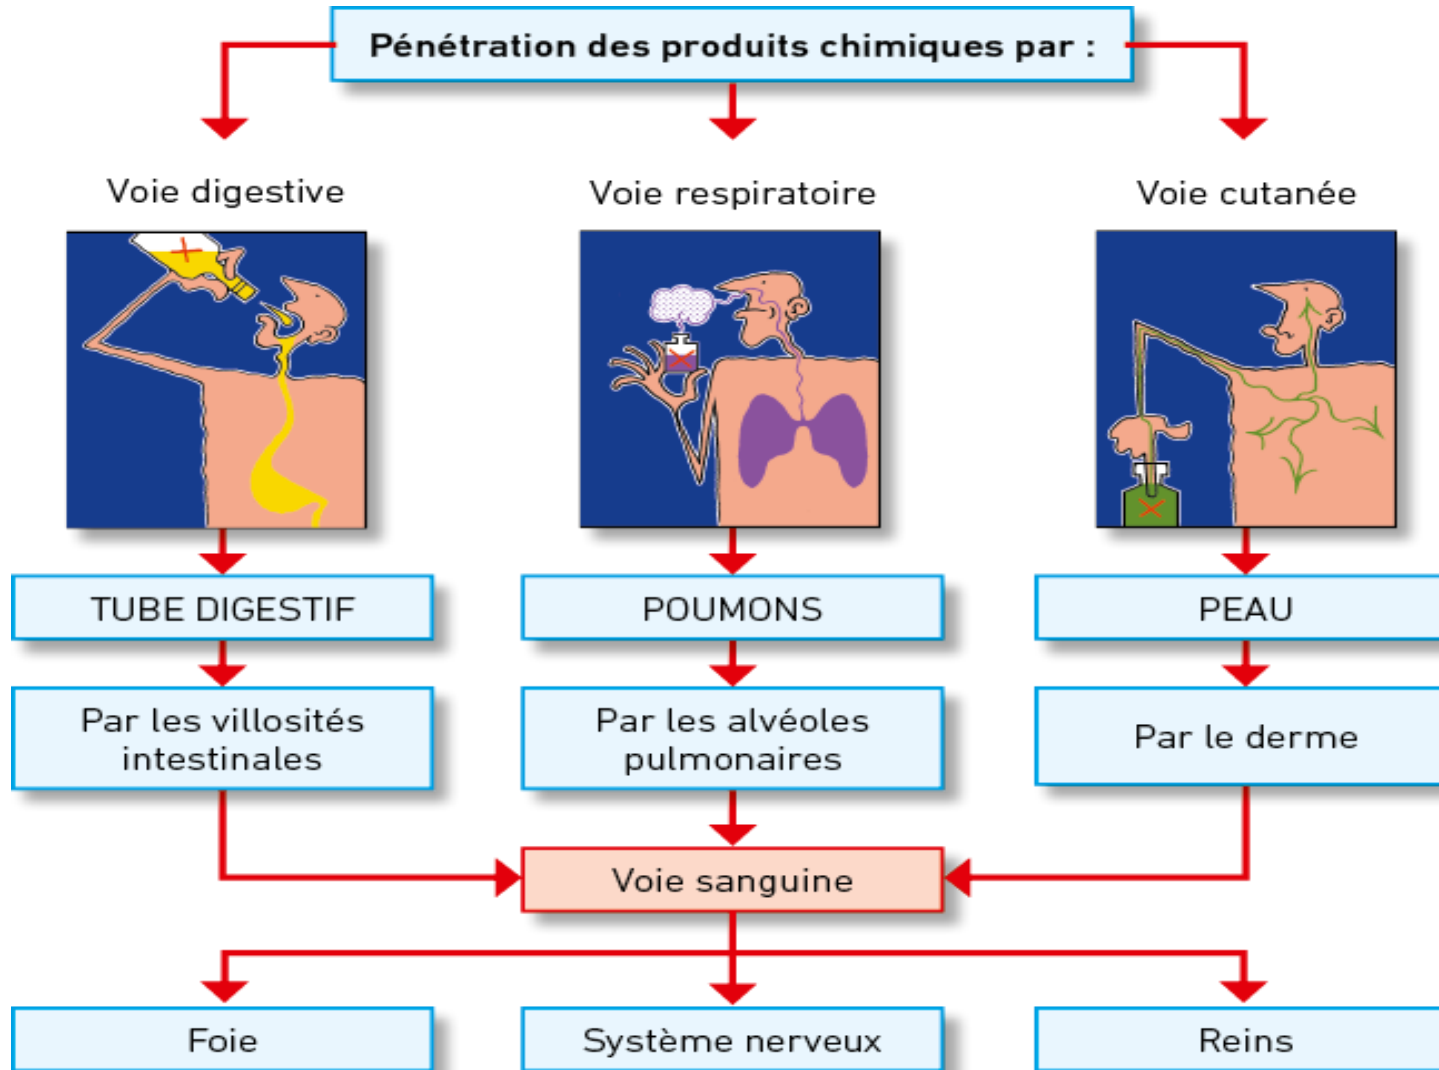 Pénétration des produits chimiques par :
Voie digestive
Voie respiratoire
Voie cutanée
TUBE DIGESTIF
POUMONS
PEAU
Par les villosités
intestinales
Par les alvéoles
pulmonaires
Par le derme
Voie sanguine
Foie
Système nerveux
Reins